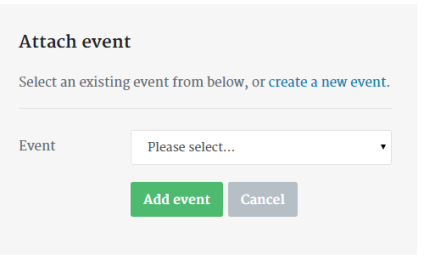 Attach event
Select an existing event from below, or create a new event.
Event
Please select...
Add event
Cancel